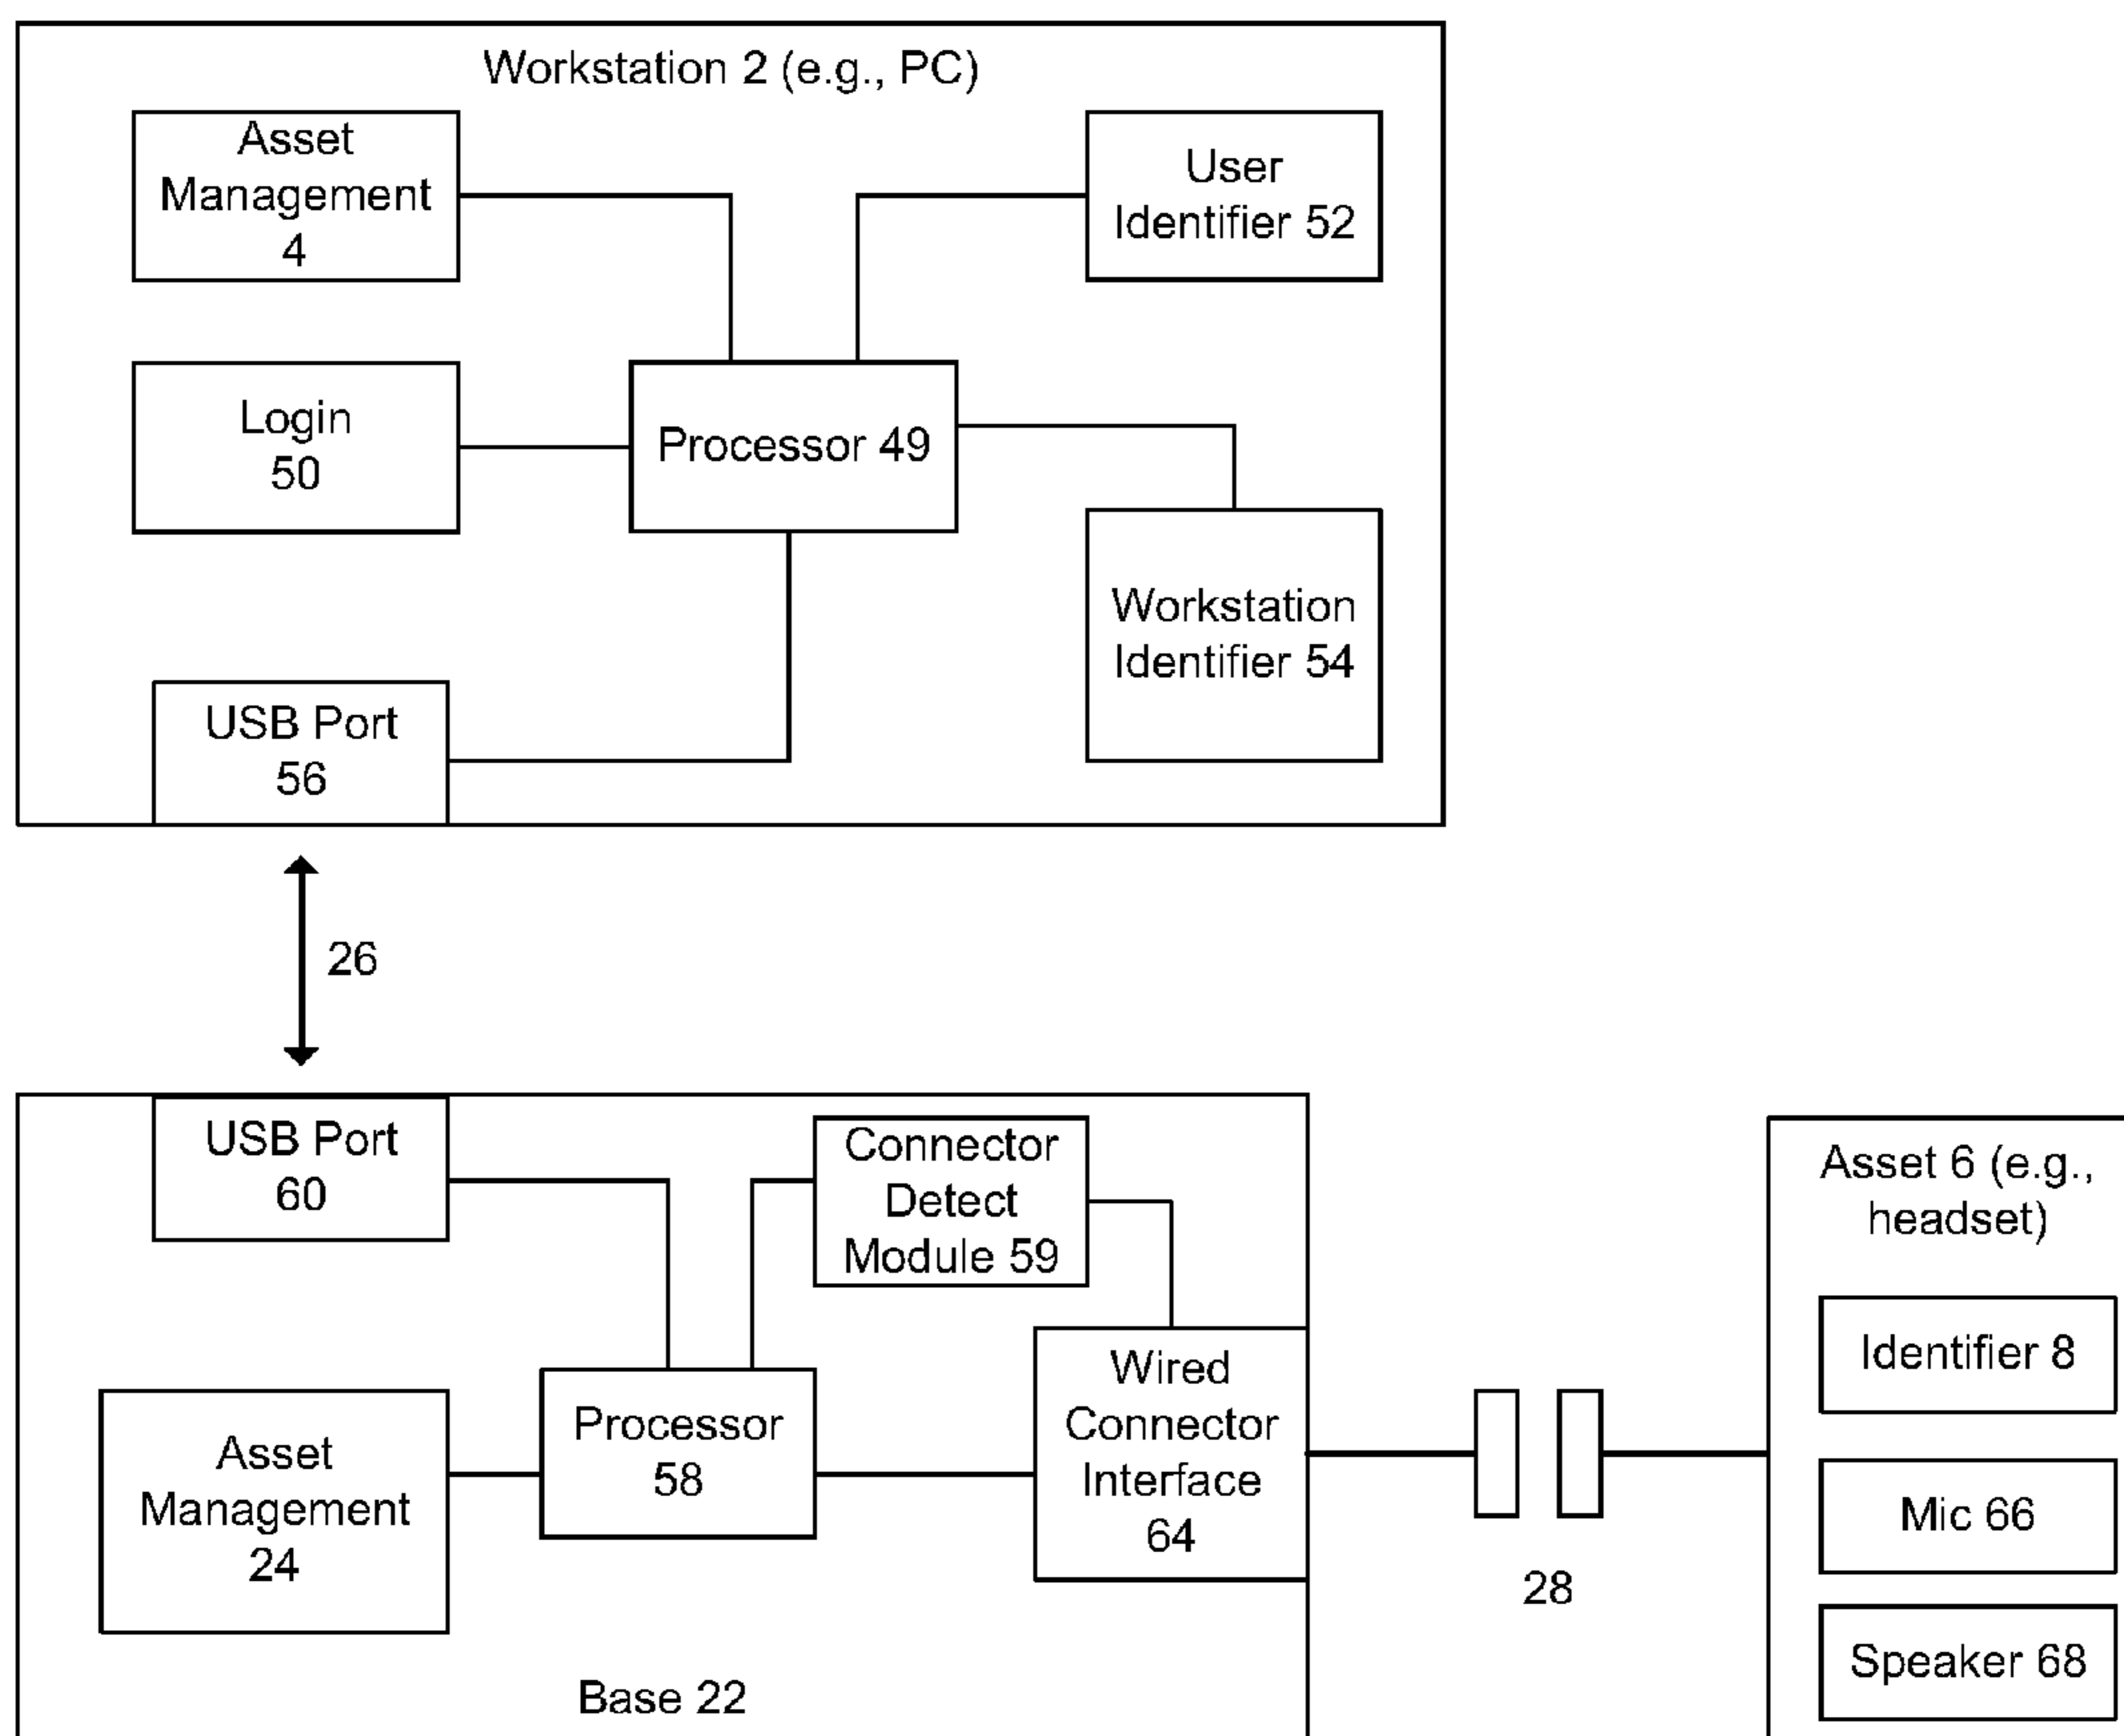 Workstation 2 (e.g., PC)
Asset
Management
4
User
Identifier 52
Login
50
Processor 49
Workstation
Identifier 54
USB Port
56
26
USB Port
60
Connector
Detect
Module 59
Asset
Management
24
Processor
58
Wired
Connector
Interface
64
Base 22
28
Asset 6 (e.g.,
headset)
Identifier 8
Mic 66
Speaker 68